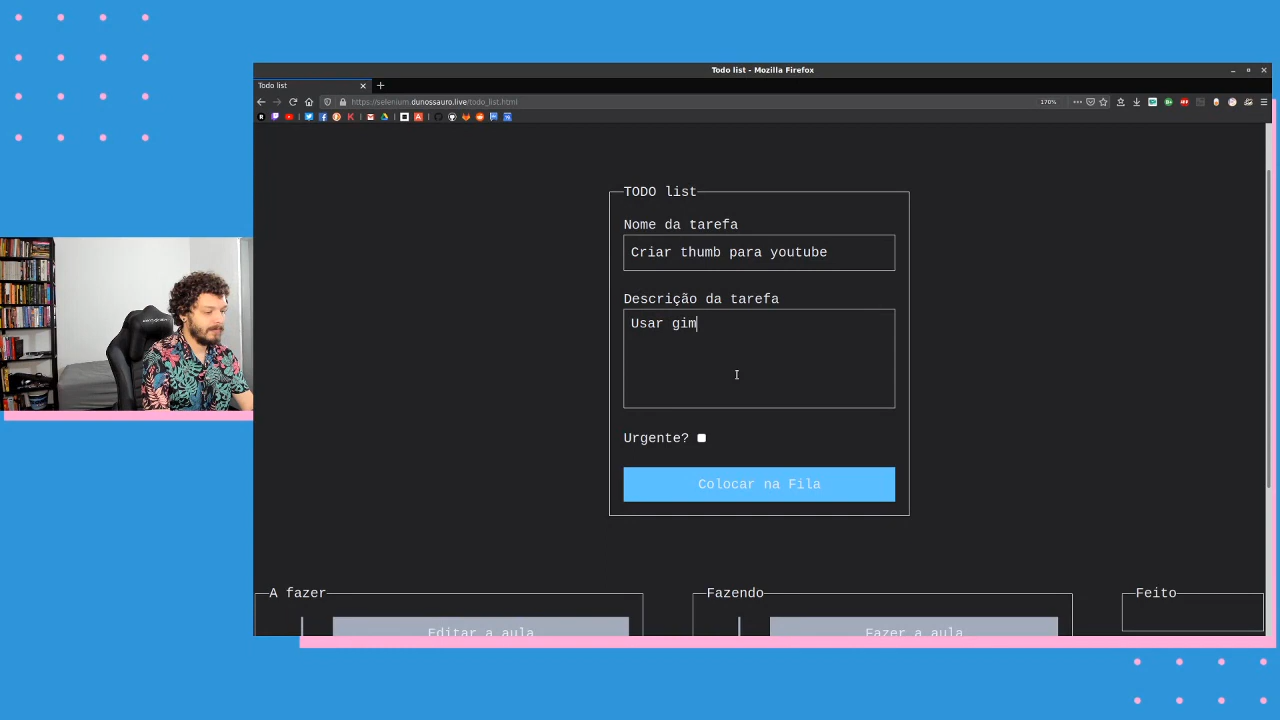 Todo list - Mozilla Firefox
Todo list
https://selenium.dunossauro.live/todo_list.html
170%
TODO list
Nome da tarefa
Criar thumb para youtube
Descrição da tarefa
Usar gim
Urgente?
Colocar na Fila
A fazer
Fazendo
Feito
Editar a aula
Fazer a aula